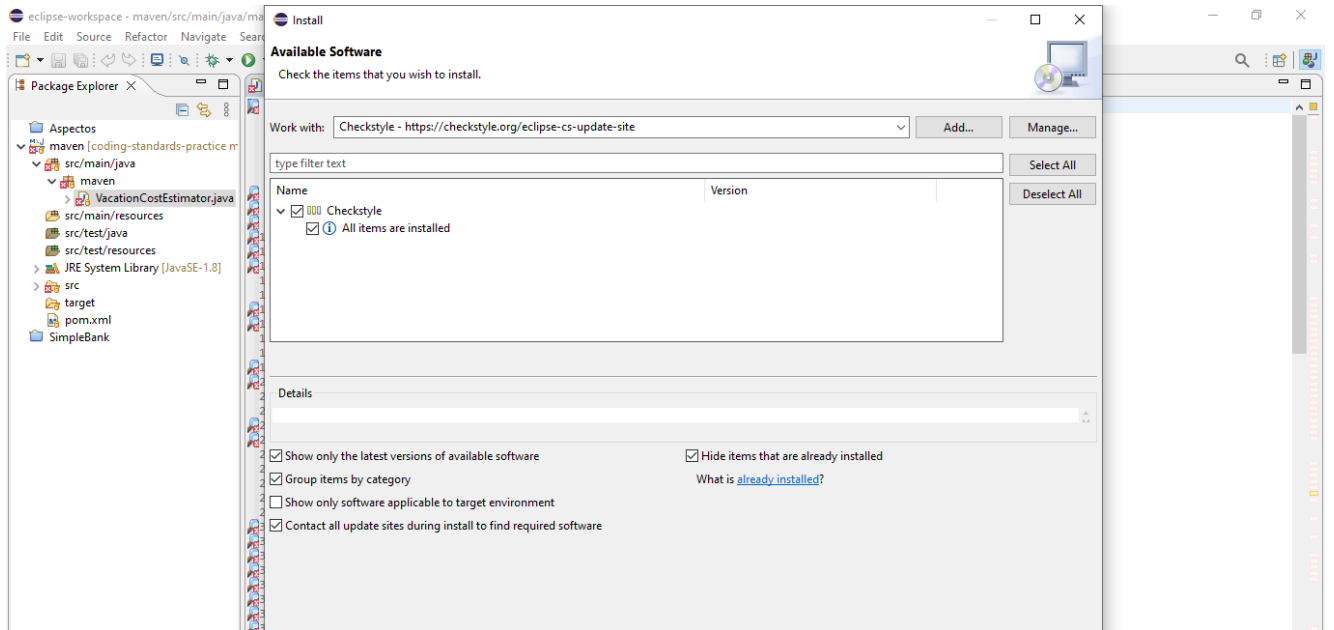 eclipse-workspace - maven/src/main/java/ma
File Edit Source Refactor Navigate Searc
Package Explorer
Aspectos
maven [coding-standards-practice m
src/main/java
maven
VacationCostEstimator.java
src/main/resources
src/test/java
src/test/resources
JRE System Library [JavaSE-1.8]
src
target
pom.xml
SimpleBank
Install
Available Software
Check the items that you wish to install.
Work with: Checkstyle - https://checkstyle.org/eclipse-cs-update-site Add... Manage...
type filter text Select All
Name Version Deselect All
Checkstyle
All items are installed
Details
Show only the latest versions of available software Hide items that are already installed
Group items by category What is already installed?
Show only software applicable to target environment
Contact all update sites during install to find required software